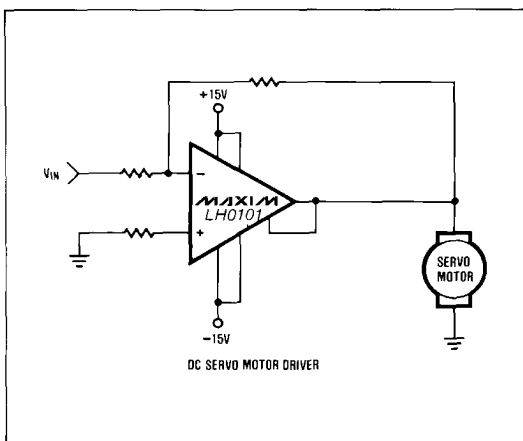 +15V
VIN
−
MAXIM
LH0101
+
SERVO
MOTOR
−15V
DC SERVO MOTOR DRIVER